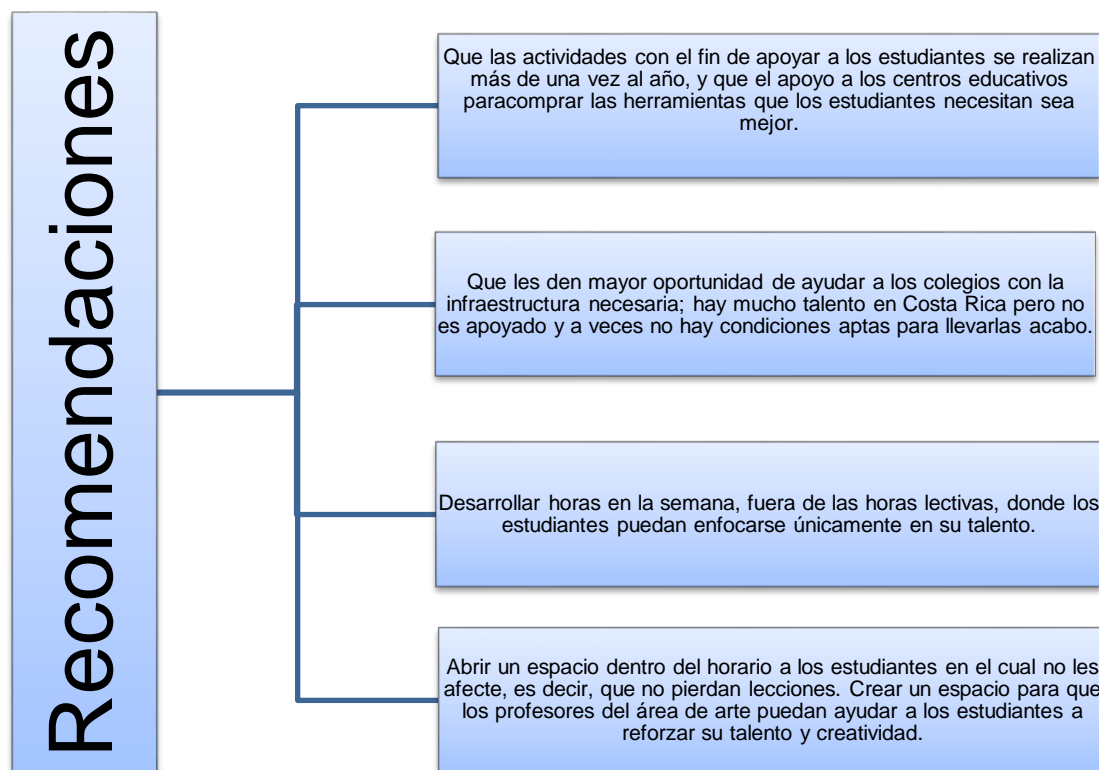 Recomendaciones
Que las actividades con el fin de apoyar a los estudiantes se realizan
más de una vez al año, y que el apoyo a los centros educativos
paracomprar las herramientas que los estudiantes necesitan sea
mejor.
Que les den mayor oportunidad de ayudar a los colegios con la
infraestructura necesaria; hay mucho talento en Costa Rica pero no
es apoyado y a veces no hay condiciones aptas para llevarlas acabo.
Desarrollar horas en la semana, fuera de las horas lectivas, donde los
estudiantes puedan enfocarse únicamente en su talento.
Abrir un espacio dentro del horario a los estudiantes en el cual no les
afecte, es decir, que no pierdan lecciones. Crear un espacio para que
los profesores del área de arte puedan ayudar a los estudiantes a
reforzar su talento y creatividad.